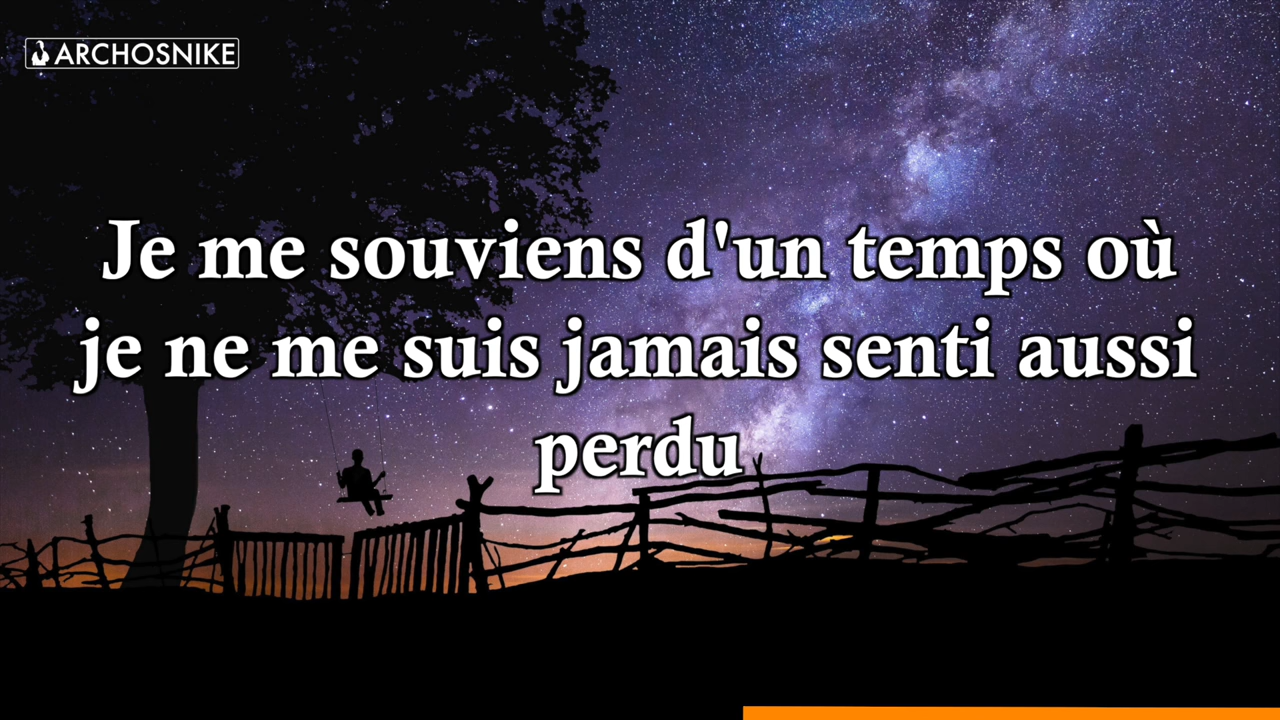 ARCHOSNIKE
Je me souviens d'un temps où
je ne me suis jamais senti aussi
perdu